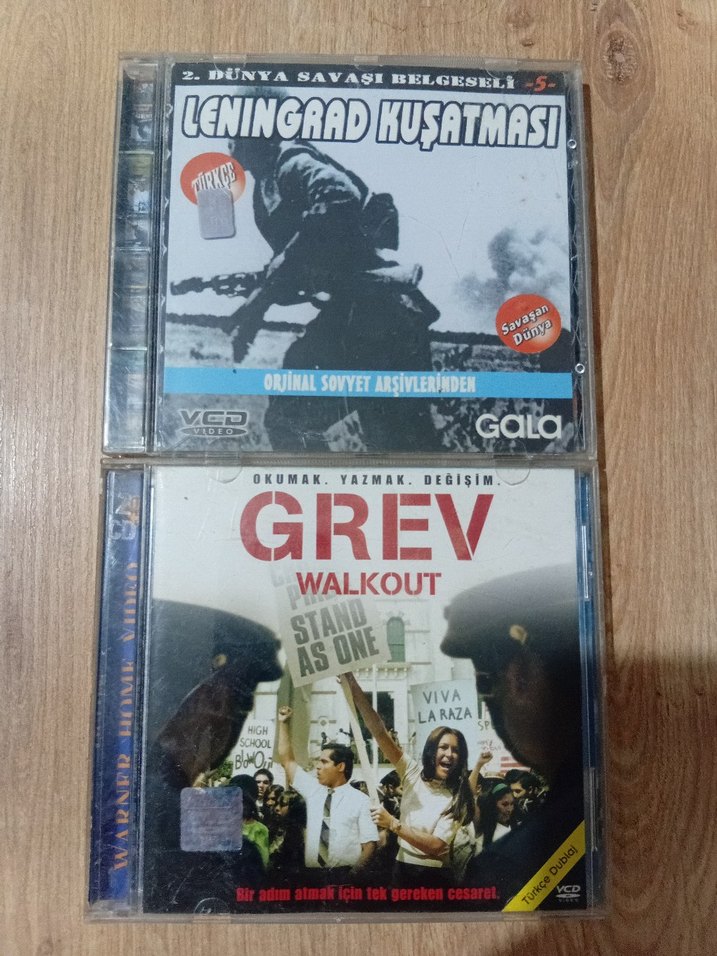 2. DÜNYA SAVAŞI BELGESELİ -5-
LENINGRAD KUŞATMASI
TÜRKÇE
Savaşan
Dünya
ORJİNAL SOVYET ARŞİVLERİNDEN
VCD
VIDEO
GALA
OKUMAK. YAZMAK. DEĞİŞİM.
GREV
WALKOUT
STAND
AS ONE
VIVA
LA RAZA
HIGH
SCHOOL
BLOWOUT
WARNER HOME VIDEO
Türkçe Dublaj
VCD
VIDEO
Bir adım atmak için tek gereken cesaret.